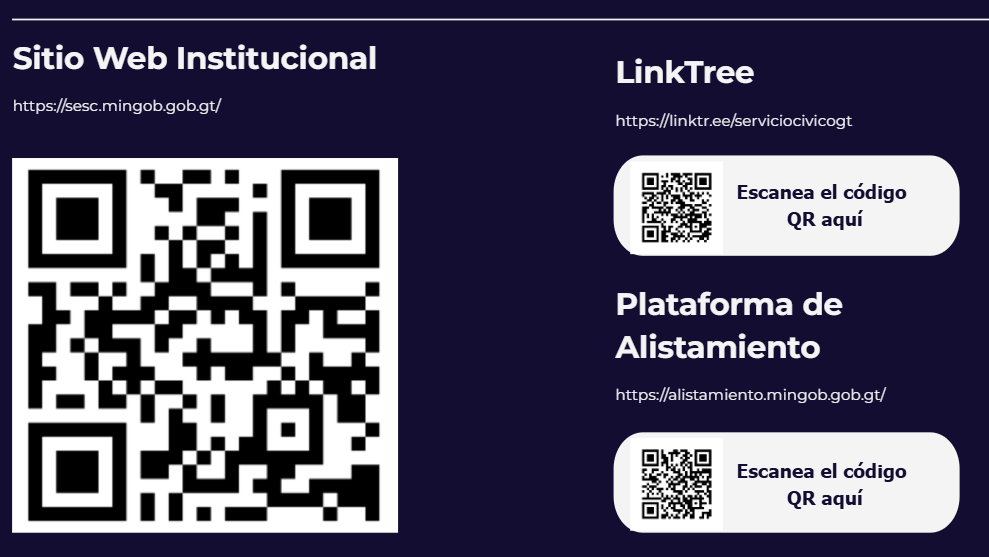 Sitio Web Institucional
https://sesc.mingob.gob.gt/
LinkTree
https://linktr.ee/serviciocivicogt
Escanea el código
QR aquí
Plataforma de
Alistamiento
https://alistamiento.mingob.gob.gt/
Escanea el código
QR aquí